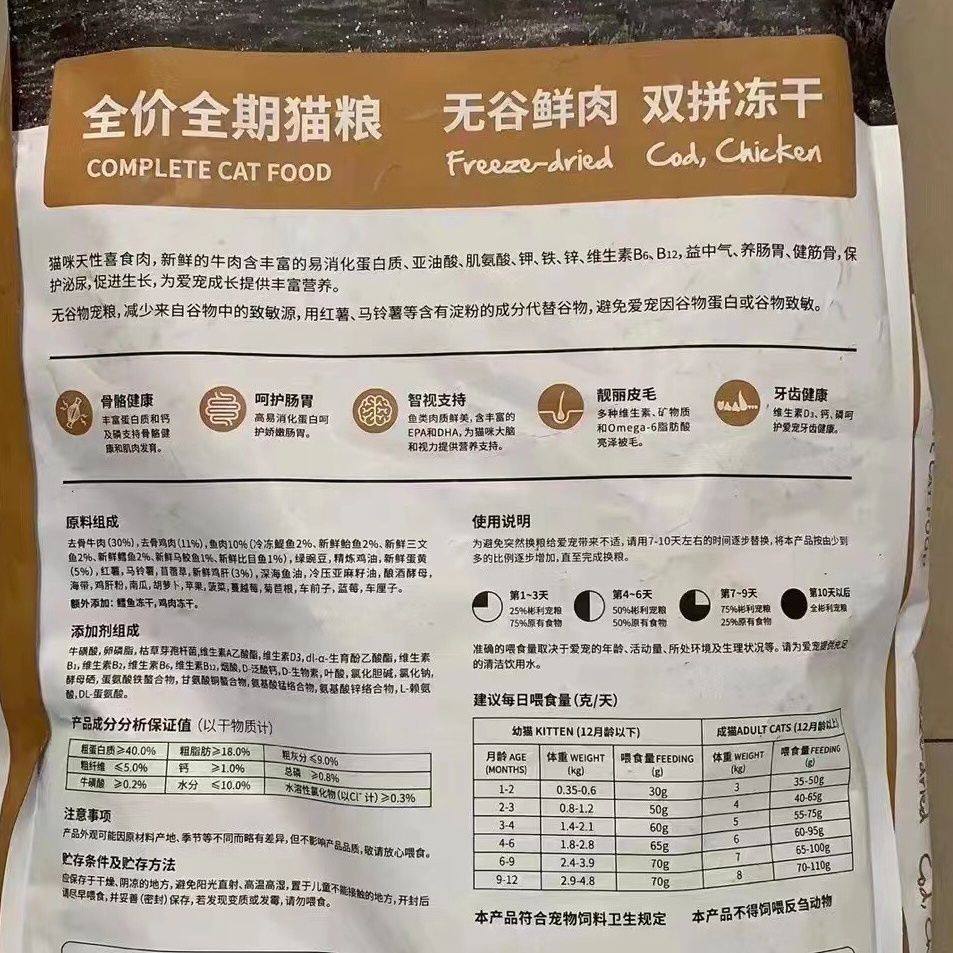 全价全期猫粮
COMPLETE CAT FOOD
无谷鲜肉 双拼冻干
Freeze-dried Cod, Chicken
猫咪天性喜食肉,新鲜的牛肉含丰富的易消化蛋白质、亚油酸、肌氨酸、钾、铁、锌、维生素B₆、B₁₂,益中气、养肠胃、健筋骨,保
护泌尿,促进生长,为爱宠成长提供丰富营养。
无谷物宠粮,减少来自谷物中的致敏源,用红薯、马铃薯等含有淀粉的成分代替谷物,避免爱宠因谷物蛋白或谷物致敏。
骨骼健康
丰富蛋白质和钙
及磷支持骨骼健
康和肌肉发育。
呵护肠胃
高易消化蛋白呵
护娇嫩肠胃。
智视支持
鱼类肉质鲜美,含丰富的
EPA和DHA,为猫咪大脑
和视力提供营养支持。
靓丽皮毛
多种维生素、矿物质
和Omega-6脂肪酸
亮泽被毛。
牙齿健康
维生素D₃、钙、磷呵
护爱宠牙齿健康。
原料组成
去骨牛肉(30%),去骨鸡肉(11%),鱼肉10%(冷冻鳀鱼2%、新鲜鲐鱼2%、新鲜三文
鱼2%、新鲜鳕鱼2%、新鲜马鲛鱼1%、新鲜比目鱼1%),绿豌豆,精炼鸡油,新鲜蛋黄
(5%),红薯,马铃薯,苜蓿草,新鲜鸡肝(3%),深海鱼油,冷压亚麻籽油,酿酒酵母,
海带,鸡肝粉,南瓜,胡萝卜,苹果,菠菜,蔓越莓,菊苣根,车前子,蓝莓,车厘子。
额外添加:鳕鱼冻干,鸡肉冻干。
添加剂组成
牛磺酸,卵磷脂,枯草芽孢杆菌,维生素A乙酸酯,维生素D3,dl-α-生育酚乙酸酯,维生素
B₁,维生素B₂,维生素B₆,维生素B₁₂,烟酸,D-泛酸钙,D-生物素,叶酸,氯化胆碱,氯化钠,
酵母硒,蛋氨酸铁螯合物,甘氨酸铜螯合物,氨基酸锰络合物,氨基酸锌络合物,L-赖氨
酸,DL-蛋氨酸。
产品成分分析保证值(以干物质计)
粗蛋白质≥40.0% 粗脂肪≥18.0% 粗灰分≤9.0%
粗纤维 ≤5.0% 钙 ≥1.0% 总磷 ≥0.8%
牛磺酸 ≥0.2% 水分 ≤10.0% 水溶性氯化物(以Cl⁻计)≥0.3%
注意事项
产品外观可能因原材料产地、季节等不同而略有差异,但不影响产品品质,敬请放心喂食。
贮存条件及贮存方法
应保存于干燥、阴凉的地方,避免阳光直射、高温高湿,置于儿童不能接触的地方,开封后
请尽早喂食,并妥善(密封)保存,若发现变质或发霉,请勿喂食。
使用说明
为避免突然换粮给爱宠带来不适,请用7-10天左右的时间逐步替换,将本产品按由少到
多的比例逐步增加,直至完成换粮。
第1~3天
25%彬利宠粮
75%原有食物
第4~6天
50%彬利宠粮
50%原有食物
第7~9天
75%彬利宠粮
25%原有食物
第10天以后
全彬利宠粮
准确的喂食量取决于爱宠的年龄、活动量、所处环境及生理状况等。请为爱宠提供充足
的清洁饮用水。
建议每日喂食量(克/天)
幼猫 KITTEN (12月龄以下) 成猫ADULT CATS (12月龄以上)
月龄 AGE (MONTHS) 体重 WEIGHT (kg) 喂食量FEEDING (g) 体重 WEIGHT (kg) 喂食量FEEDING (g)
1-2 0.35-0.6 30g 3 35-50g
2-3 0.8-1.2 50g 4 40-65g
3-4 1.4-2.1 60g 5 55-75g
4-6 1.8-2.8 65g 6 60-95g
6-9 2.4-3.9 70g 7 65-100g
9-12 2.9-4.8 70g 8 70-110g
本产品符合宠物饲料卫生规定 本产品不得饲喂反刍动物